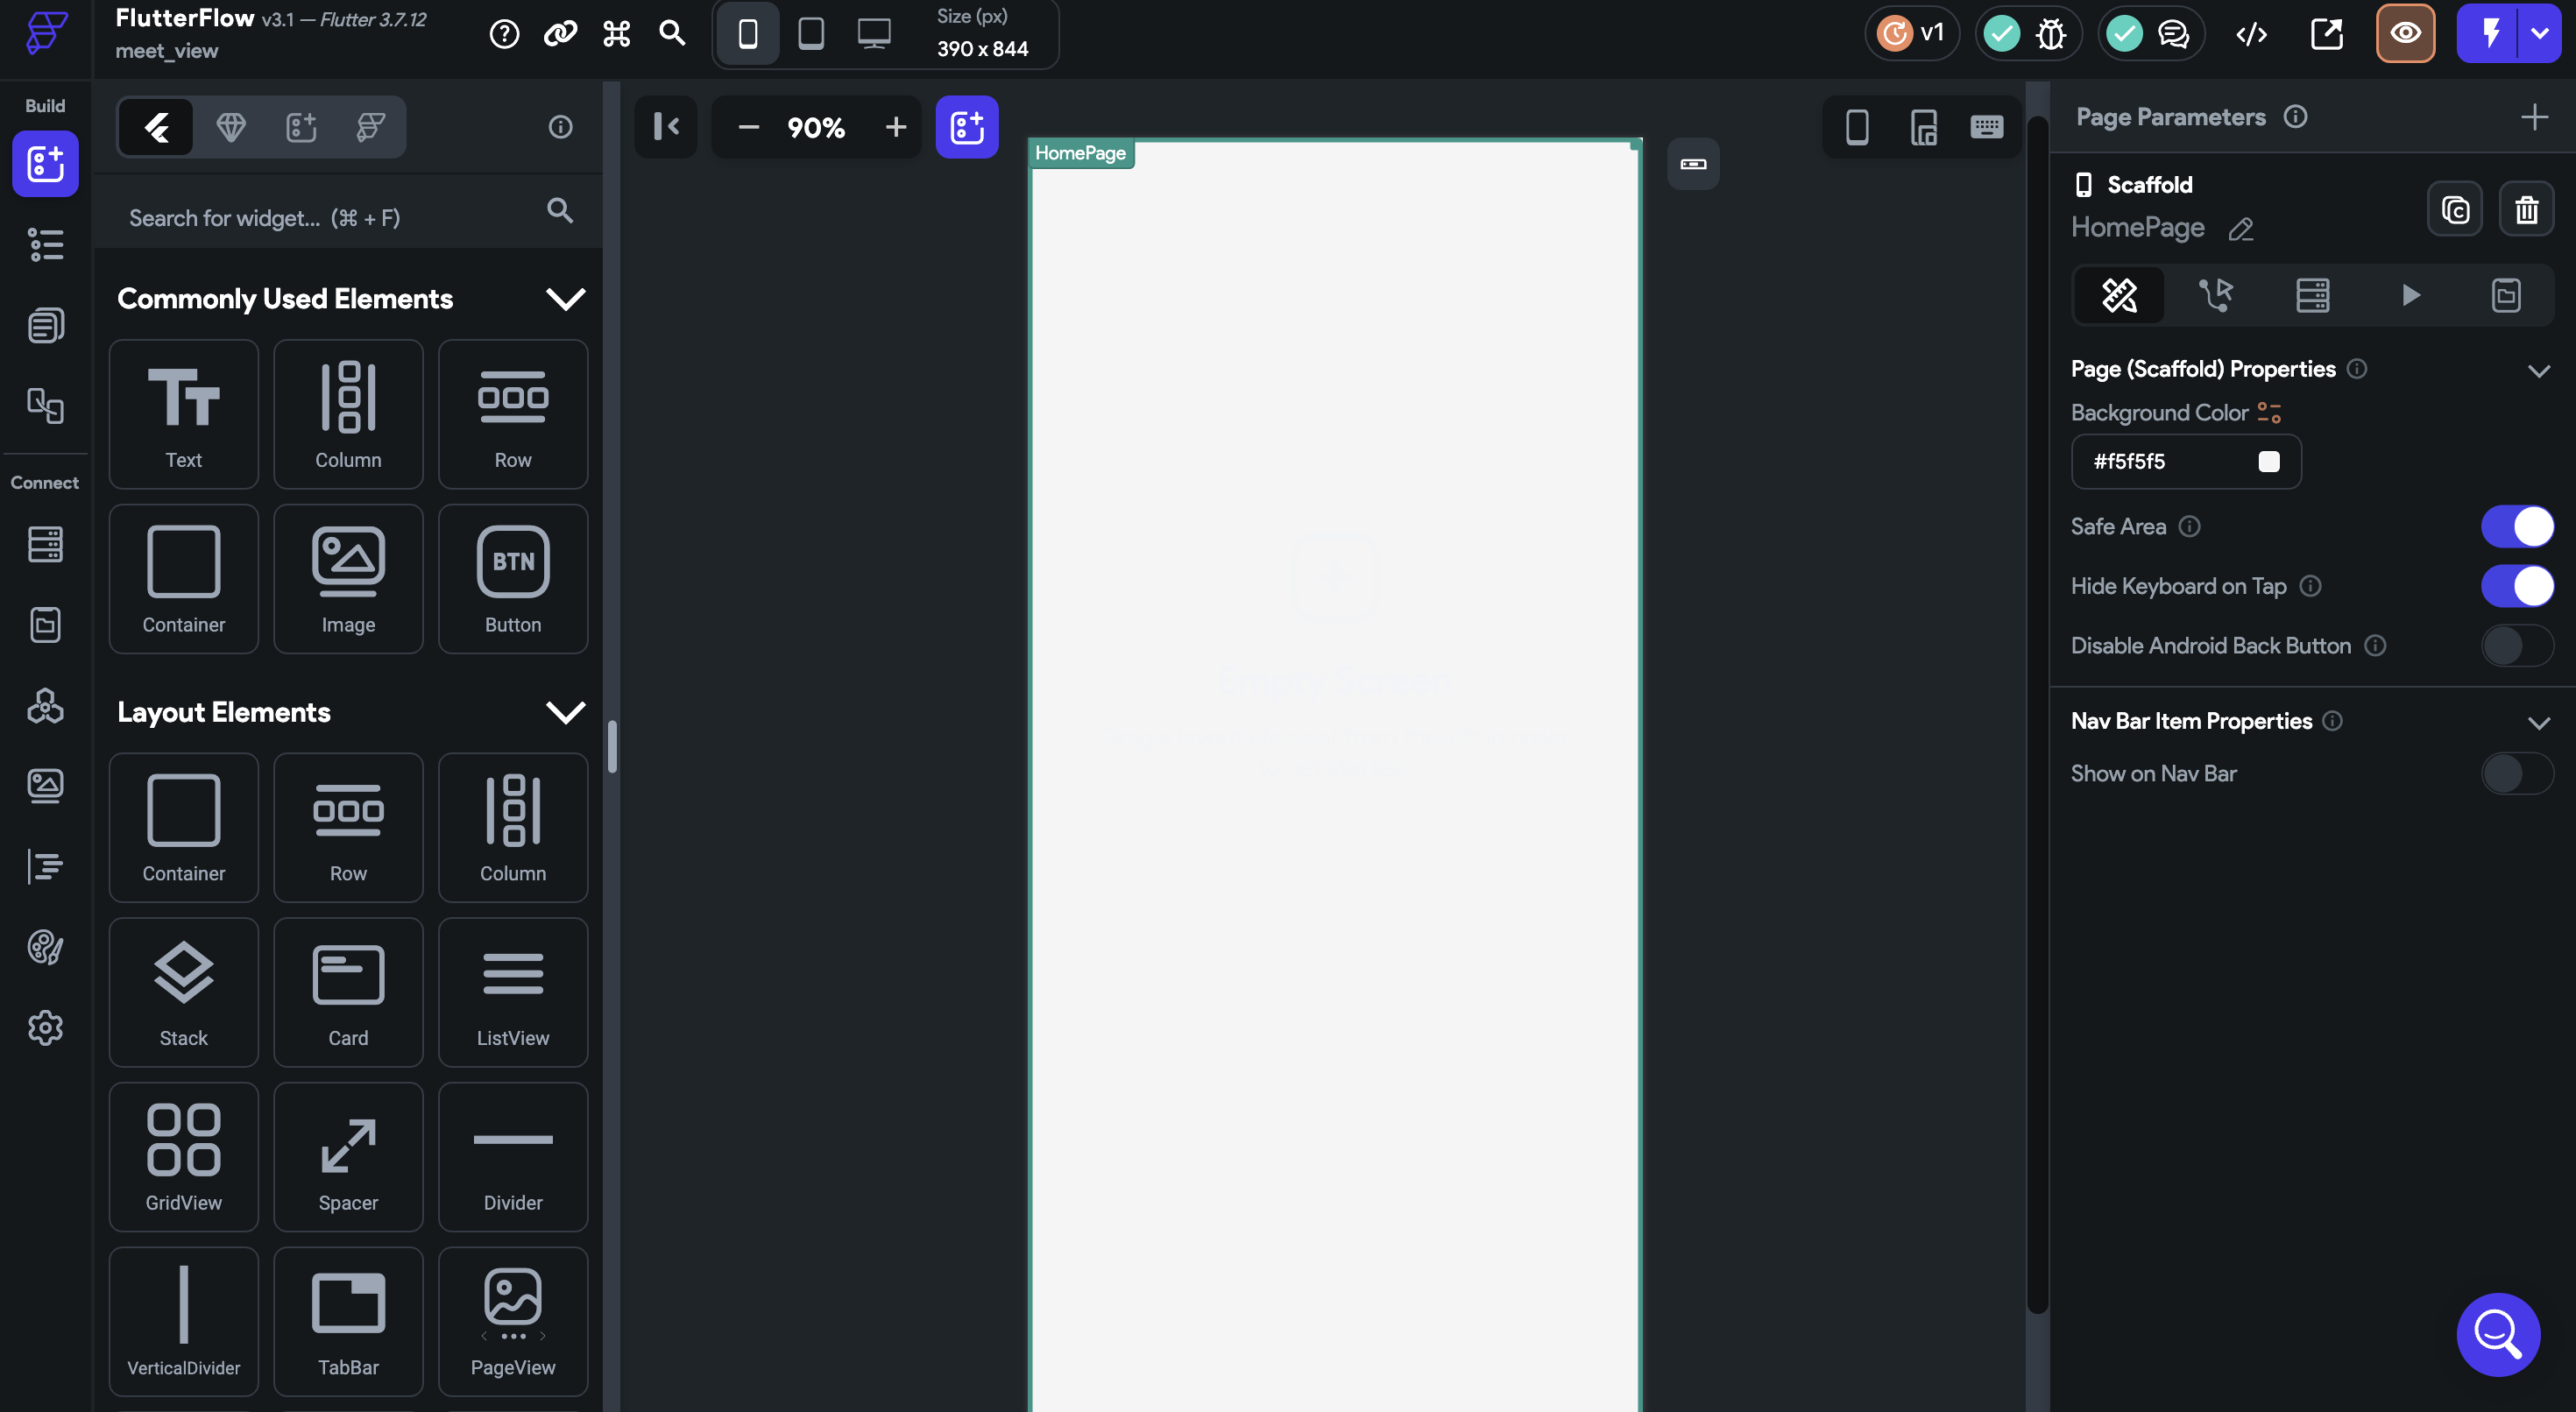 FlutterFlow v3.1 — Flutter 3.7.12
meet_view
Size (px)
390 x 844
v1
Build
Connect
Search for widget... (⌘ + F)
Commonly Used Elements
Text
Column
Row
Container
Image
BTN
Button
Layout Elements
Container
Row
Column
Stack
Card
ListView
GridView
Spacer
Divider
VerticalDivider
TabBar
PageView
90%
HomePage
Page Parameters
Scaffold
HomePage
Page (Scaffold) Properties
Background Color
#f5f5f5
Safe Area
Hide Keyboard on Tap
Disable Android Back Button
Nav Bar Item Properties
Show on Nav Bar